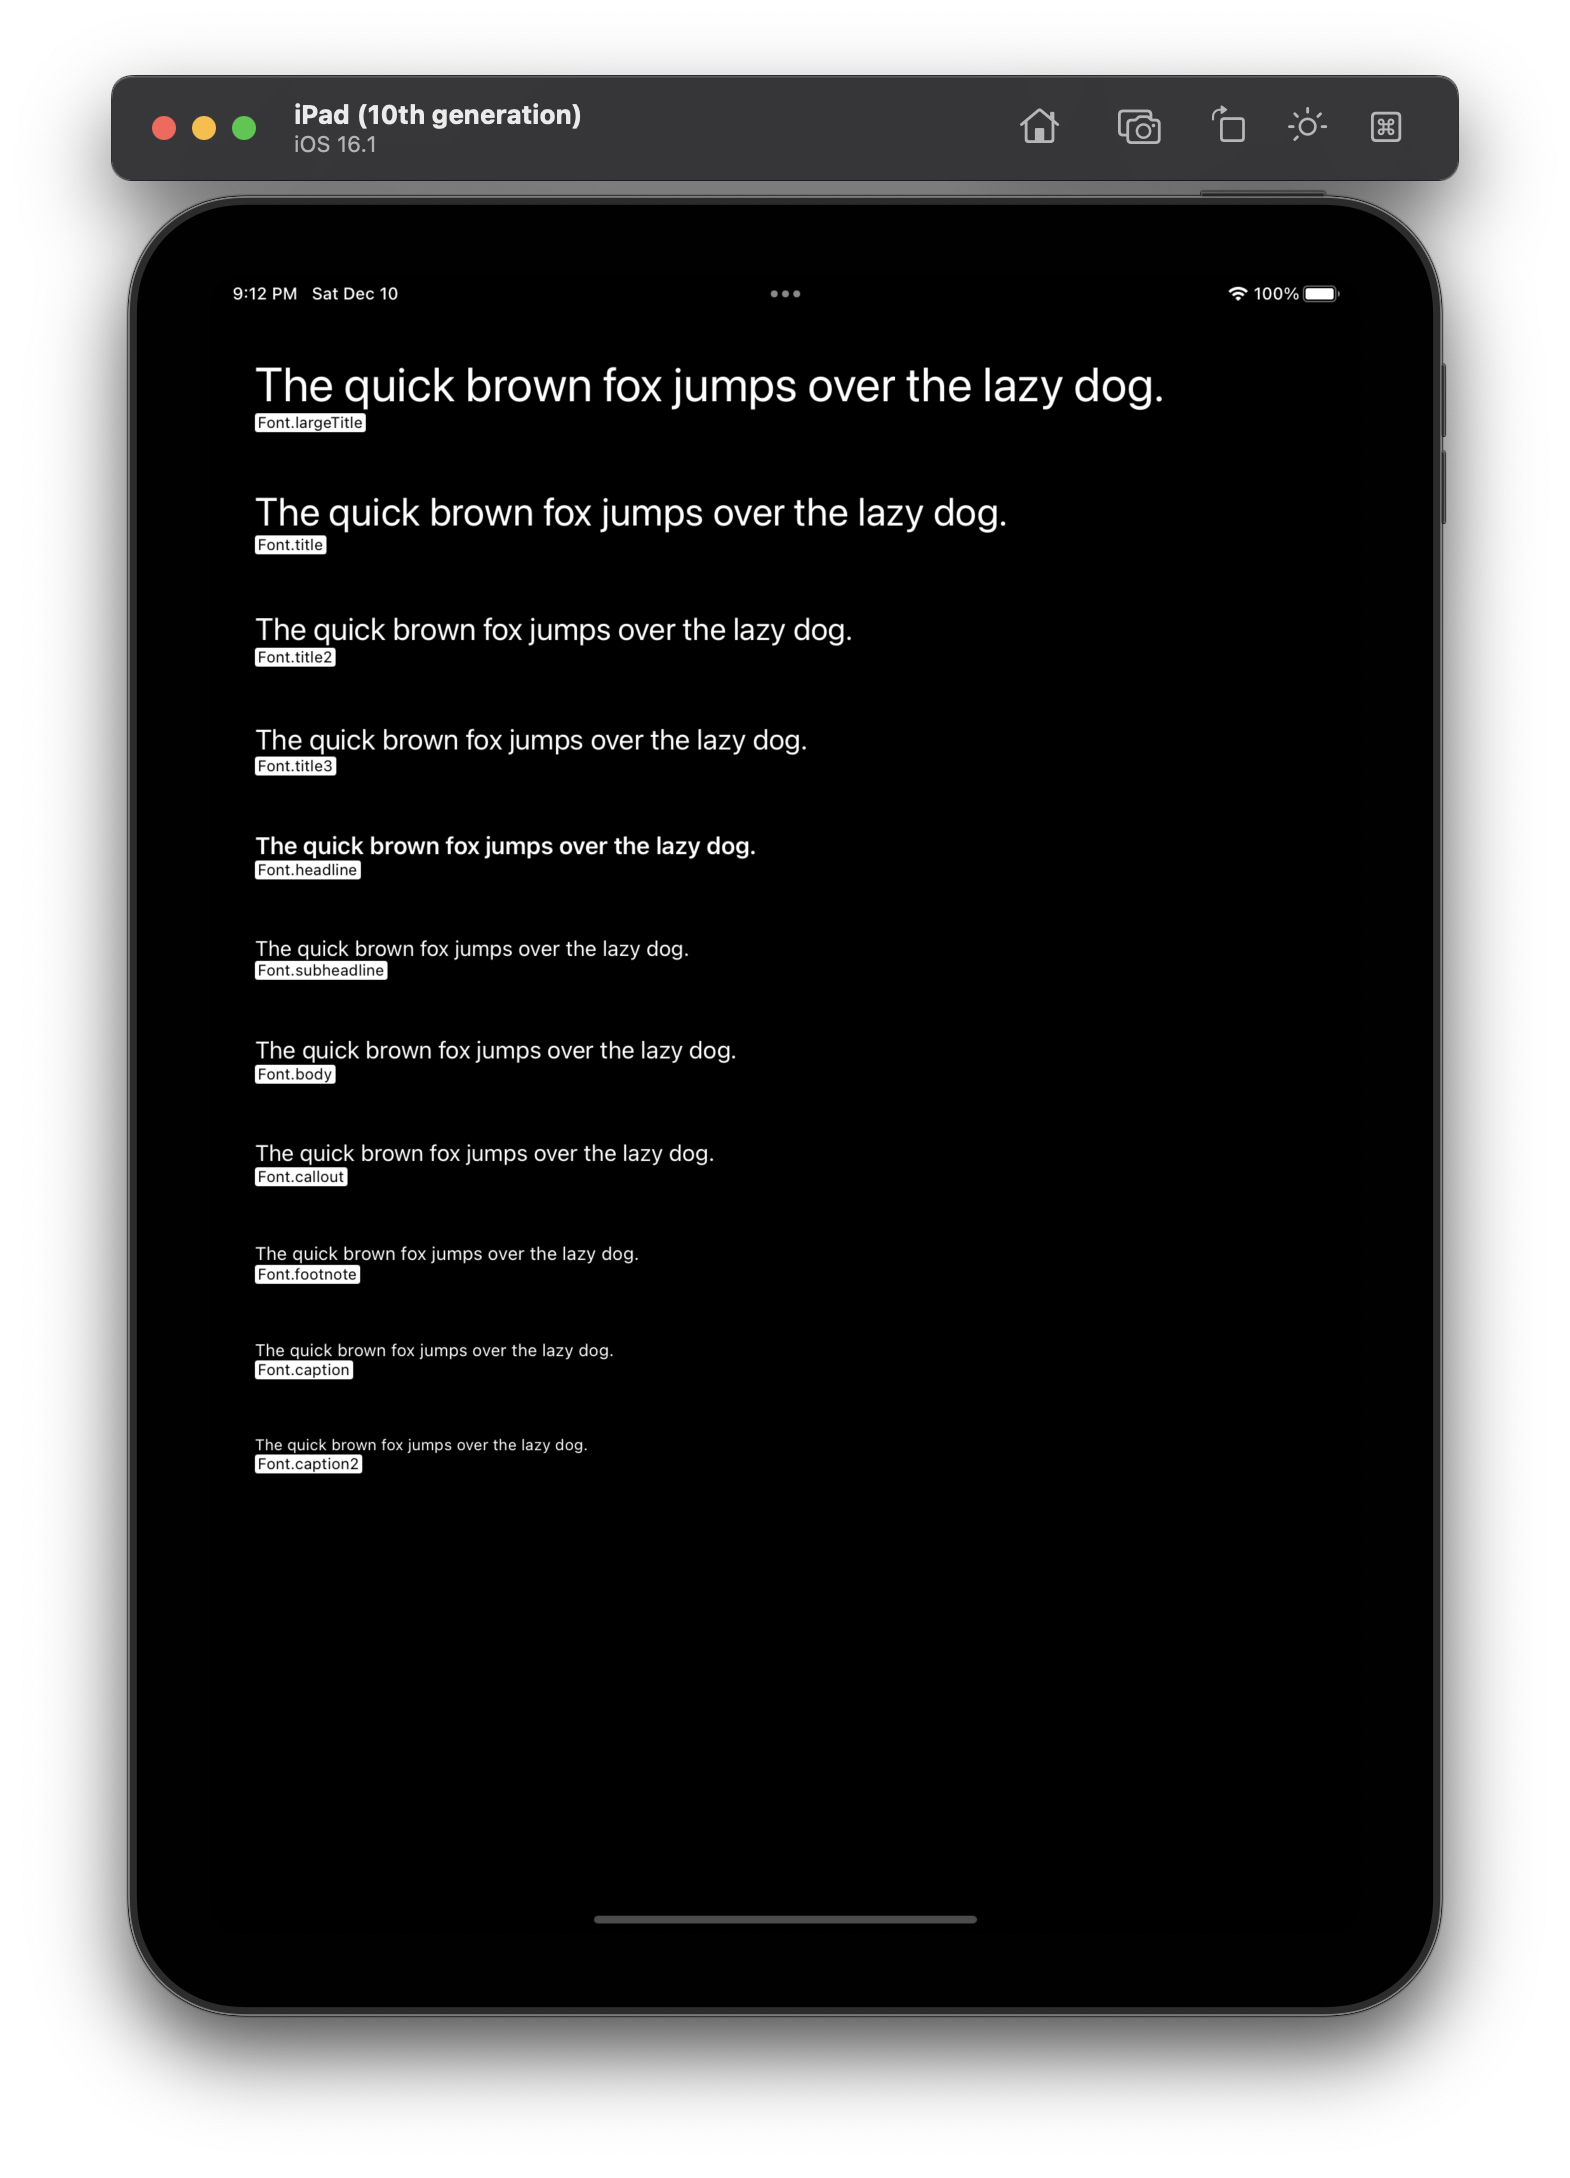 iPad (10th generation)
iOS 16.1
9:12 PM Sat Dec 10
100%
The quick brown fox jumps over the lazy dog.
Font.largeTitle
The quick brown fox jumps over the lazy dog.
Font.title
The quick brown fox jumps over the lazy dog.
Font.title2
The quick brown fox jumps over the lazy dog.
Font.title3
The quick brown fox jumps over the lazy dog.
Font.headline
The quick brown fox jumps over the lazy dog.
Font.subheadline
The quick brown fox jumps over the lazy dog.
Font.body
The quick brown fox jumps over the lazy dog.
Font.callout
The quick brown fox jumps over the lazy dog.
Font.footnote
The quick brown fox jumps over the lazy dog.
Font.caption
The quick brown fox jumps over the lazy dog.
Font.caption2